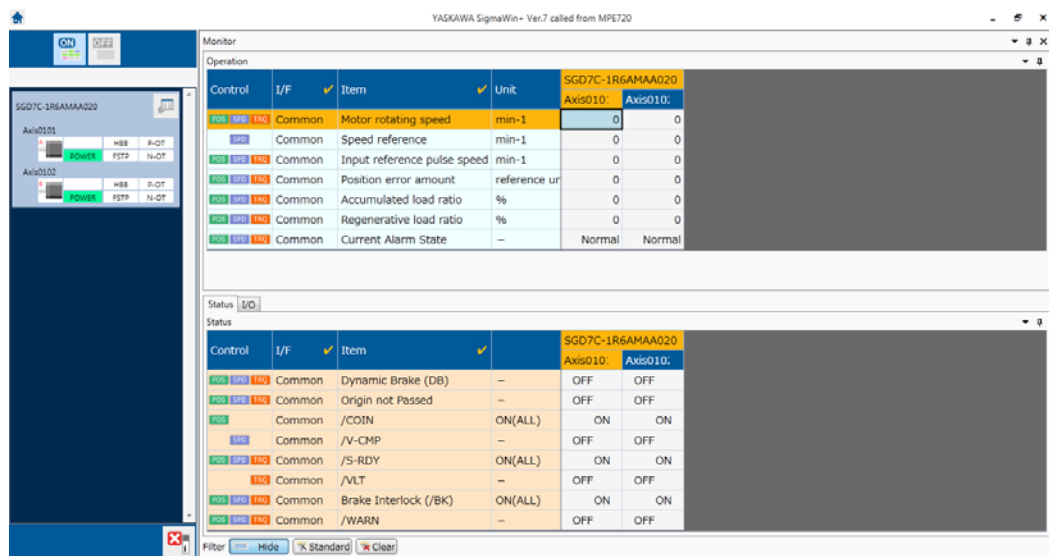 YASKAWA SigmaWin+ Ver.7 called from MPE720
ON OFF
Monitor
Operation
SGD7C-1R6AMAA020
Control I/F Item Unit
Axis010 Axis010
POS SPD TRQ Common Motor rotating speed min-1 0 0
SPD Common Speed reference min-1 0 0
POS SPD TRQ Common Input reference pulse speed min-1 0 0
POS SPD TRQ Common Position error amount reference un 0 0
POS SPD TRQ Common Accumulated load ratio % 0 0
POS SPD TRQ Common Regenerative load ratio % 0 0
POS SPD TRQ Common Current Alarm State – Normal Normal
SGD7C-1R6AMAA020
Axis0101
A HBB P-OT
POWER FSTP N-OT
Axis0102
HBB P-OT
POWER FSTP N-OT
Status I/O
Status
SGD7C-1R6AMAA020
Control I/F Item
Axis010 Axis010
POS SPD TRQ Common Dynamic Brake (DB) – OFF OFF
POS SPD TRQ Common Origin not Passed – OFF OFF
POS Common /COIN ON(ALL) ON ON
SPD Common /V-CMP – OFF OFF
POS SPD TRQ Common /S-RDY ON(ALL) ON ON
TRQ Common /VLT – OFF OFF
POS SPD TRQ Common Brake Interlock (/BK) ON(ALL) ON ON
POS SPD TRQ Common /WARN – OFF OFF
Filter Hide Standard Clear